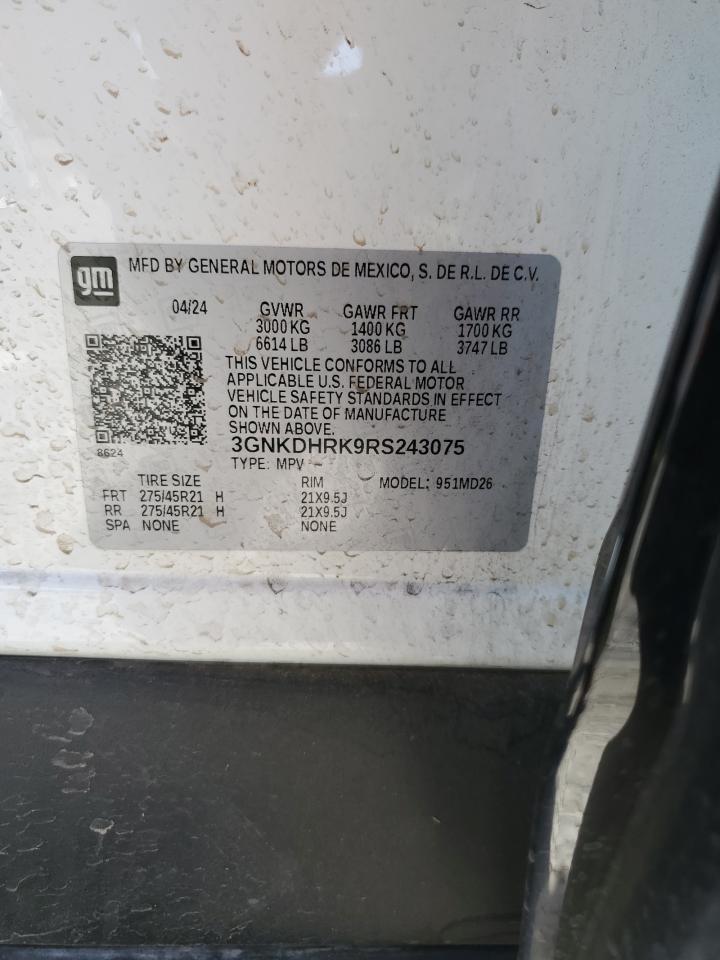 gm MFD BY GENERAL MOTORS DE MEXICO, S. DE R.L. DE C.V.
04/24 GVWR GAWR FRT GAWR RR
3000 KG 1400 KG 1700 KG
6614 LB 3086 LB 3747 LB
THIS VEHICLE CONFORMS TO ALL
APPLICABLE U.S. FEDERAL MOTOR
VEHICLE SAFETY STANDARDS IN EFFECT
ON THE DATE OF MANUFACTURE
SHOWN ABOVE.
8624 3GNKDHRK9RS243075
TYPE: MPV
TIRE SIZE RIM MODEL: 951MD26
FRT 275/45R21 H 21X9.5J
RR 275/45R21 H 21X9.5J
SPA NONE NONE